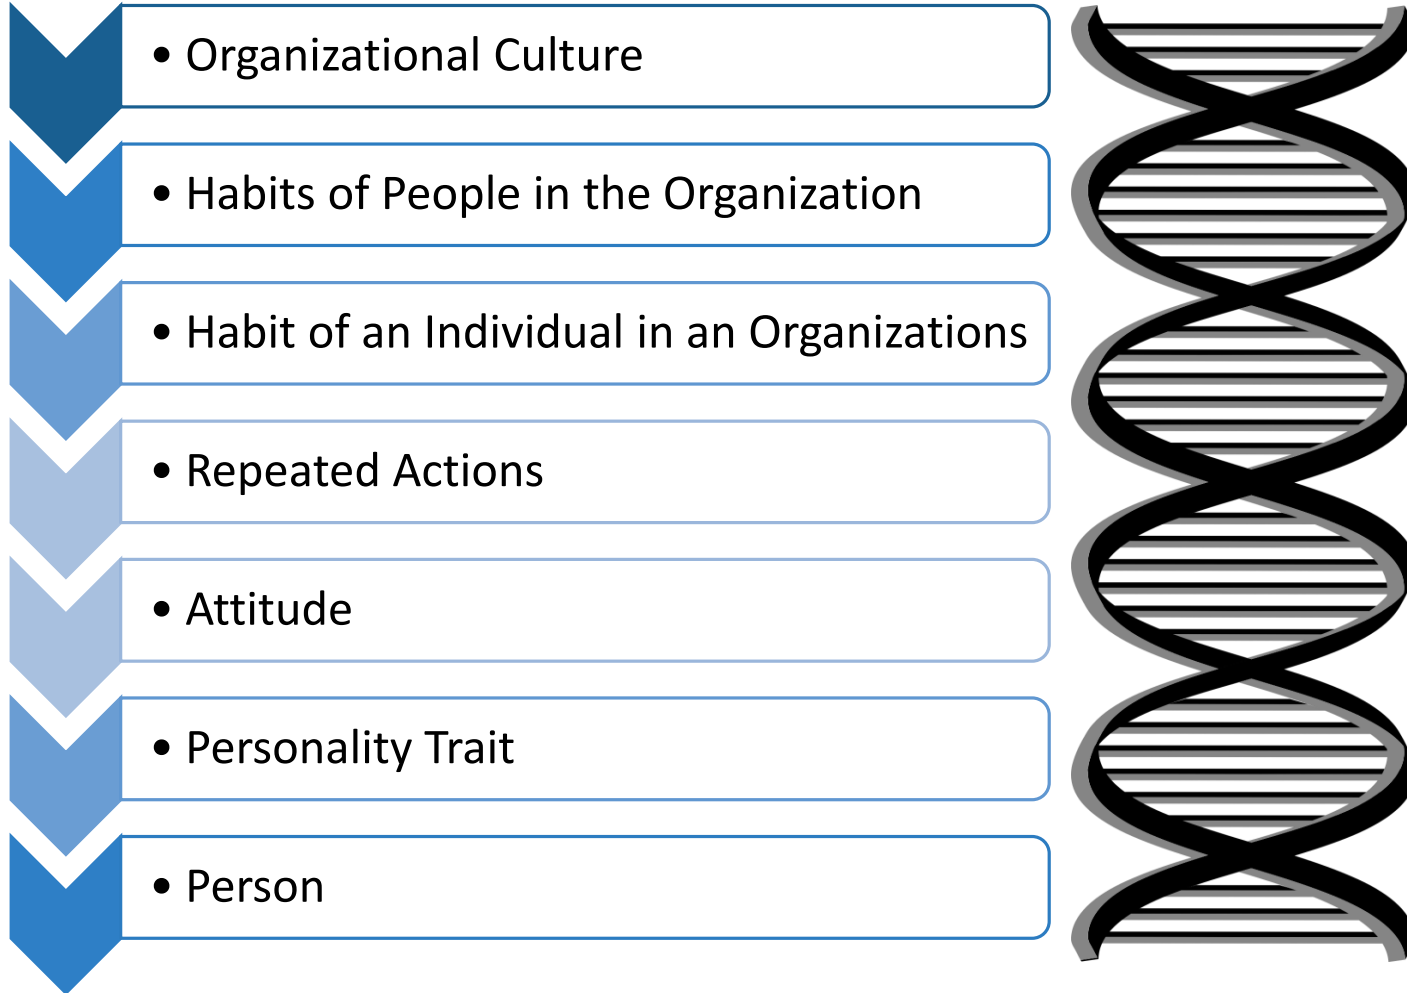 • Organizational Culture
• Habits of People in the Organization
• Habit of an Individual in an Organizations
• Repeated Actions
• Attitude
• Personality Trait
• Person